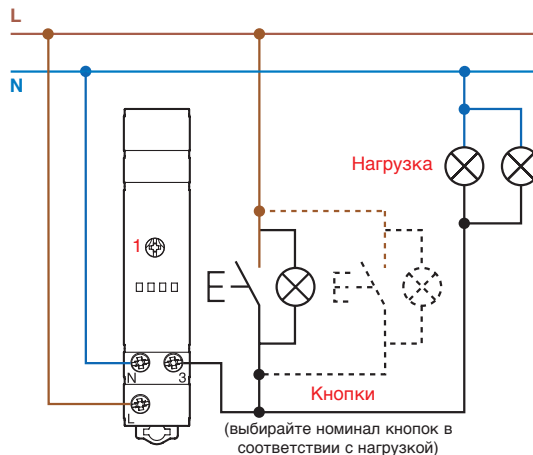 L
N
Нагрузка
1
N
3
L
Кнопки
(выбирайте номинал кнопок в
соответствии с нагрузкой)